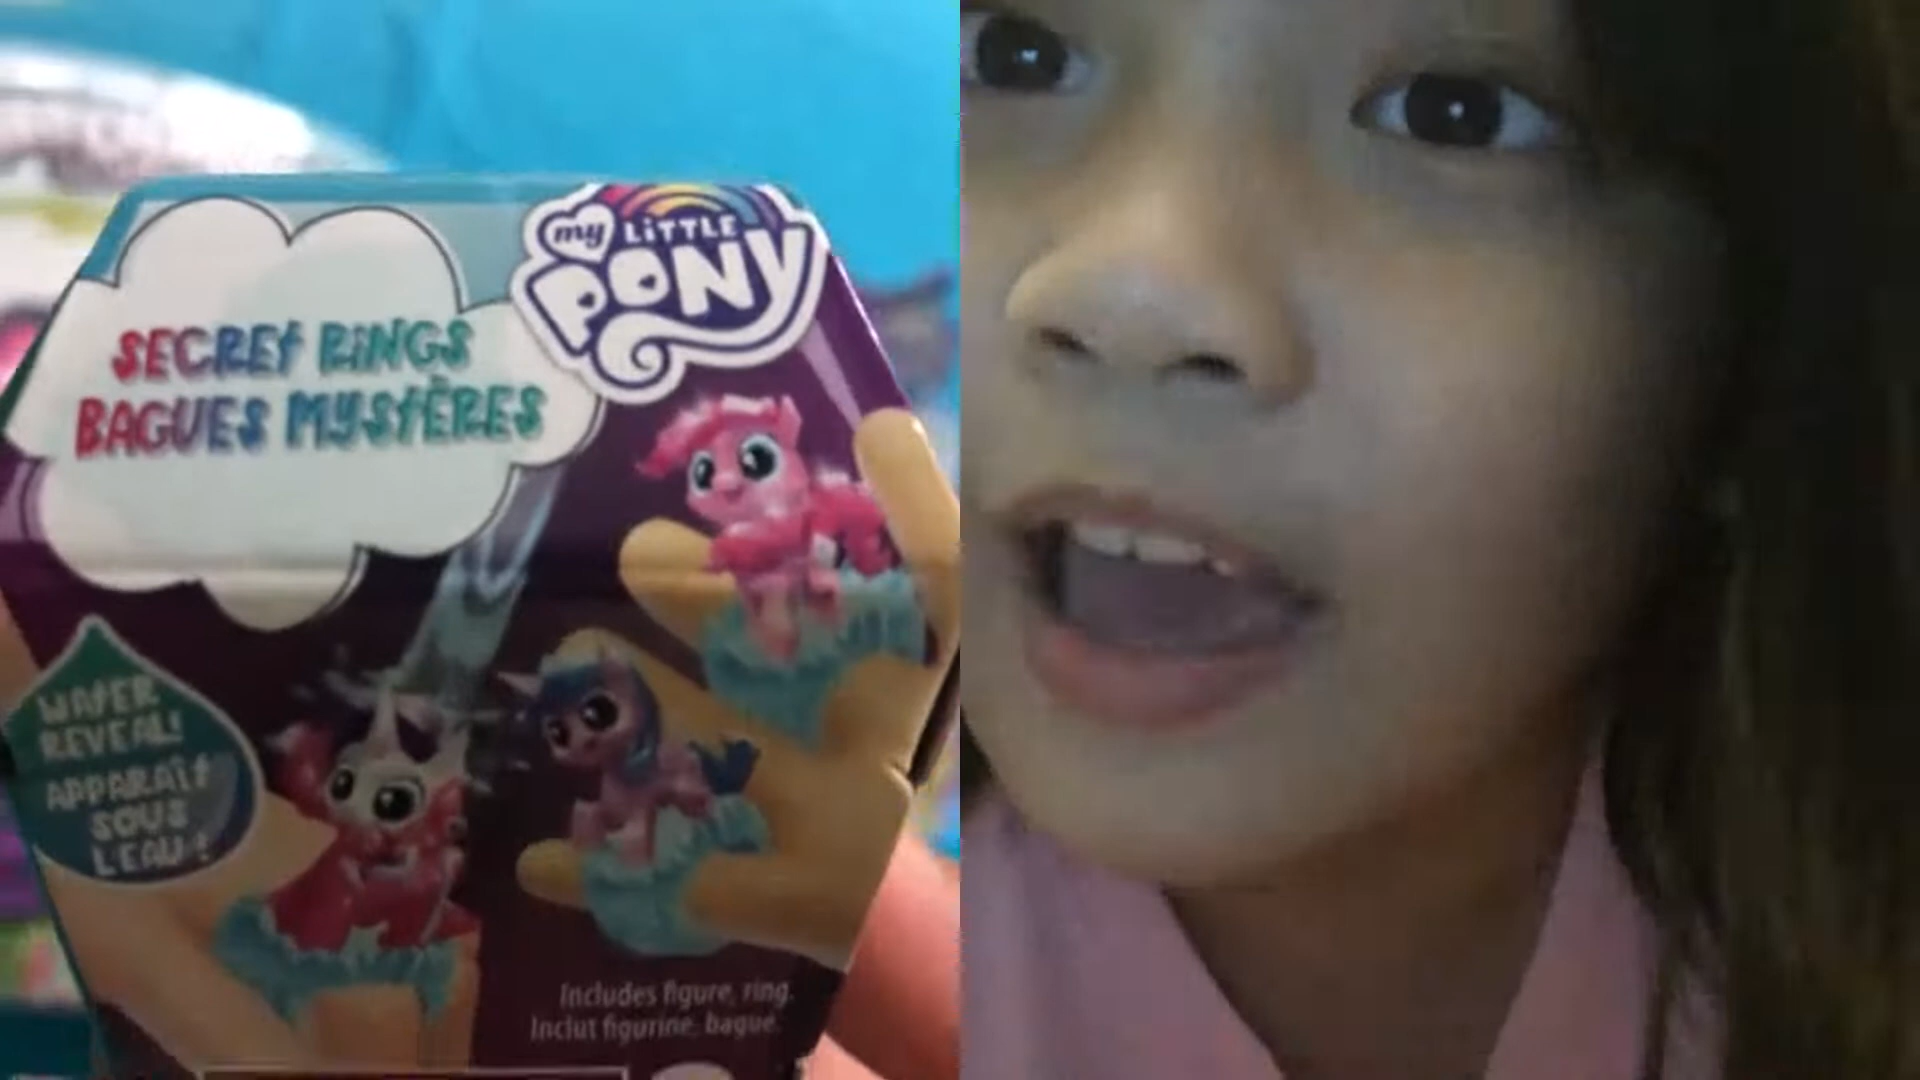 my LiTTLE
PONY
SECRET RiNGS
BAGUES MYSTÈRES
WATER
REVEAL!
APPARAÎT
SOUS
L'EAU !
Includes figure, ring.
Inclut figurine, bague.